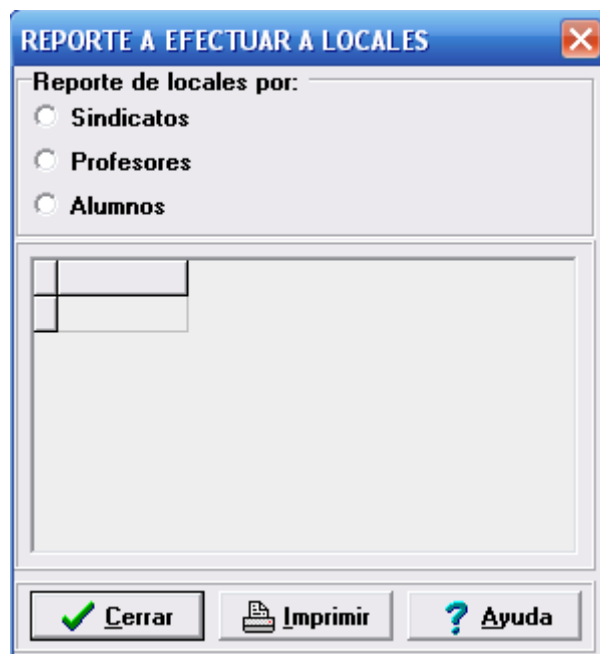 REPORTE A EFECTUAR A LOCALES
Reporte de locales por:
Sindicatos
Profesores
Alumnos
Cerrar Imprimir Ayuda